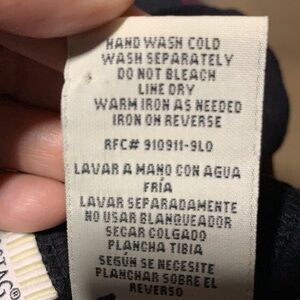 HAND WASH COLD
WASH SEPARATELY
DO NOT BLEACH
LINE DRY
WARM IRON AS NEEDED
IRON ON REVERSE
RFC# 910911-9L0
LAVAR A MANO CON AGUA
FRÍA
LAVAR SEPARADAMENTE
NO USAR BLANQUEADOR
SECAR COLGADO
PLANCHA TIBIA
SEGÚN SE NECESITE
PLANCHAR SOBRE EL
REVERSO